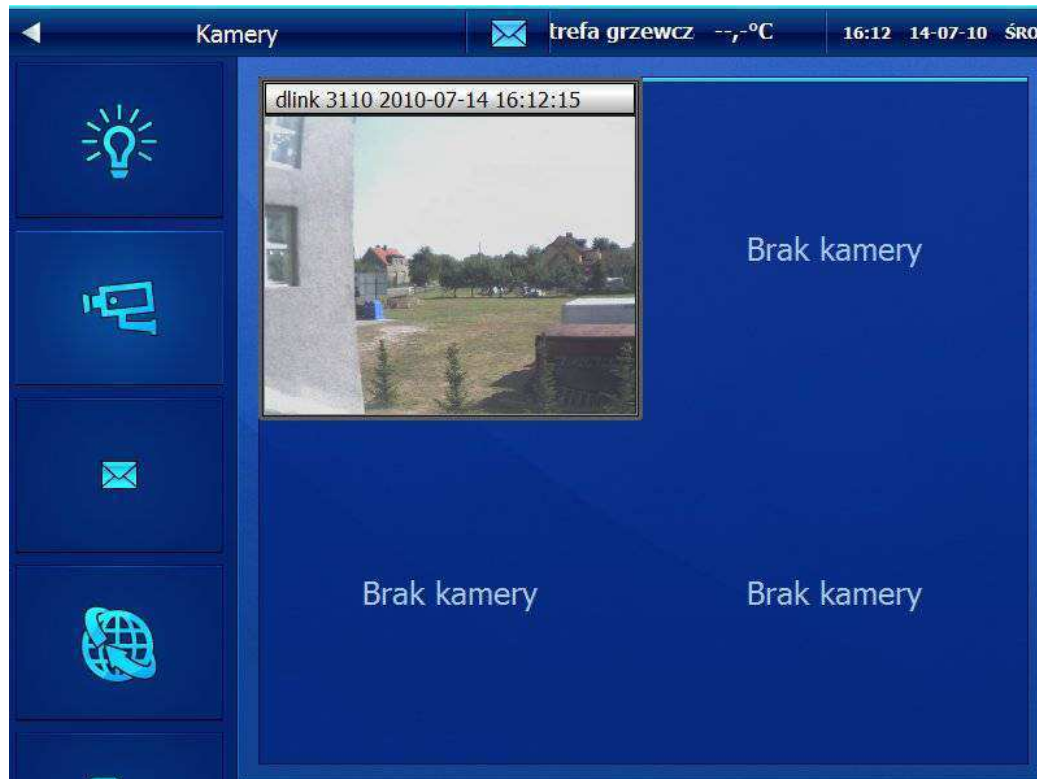 Kamery
trefa grzewcz --,-°C
16:12 14-07-10 ŚRO
dlink 3110 2010-07-14 16:12:15
Brak kamery
Brak kamery
Brak kamery